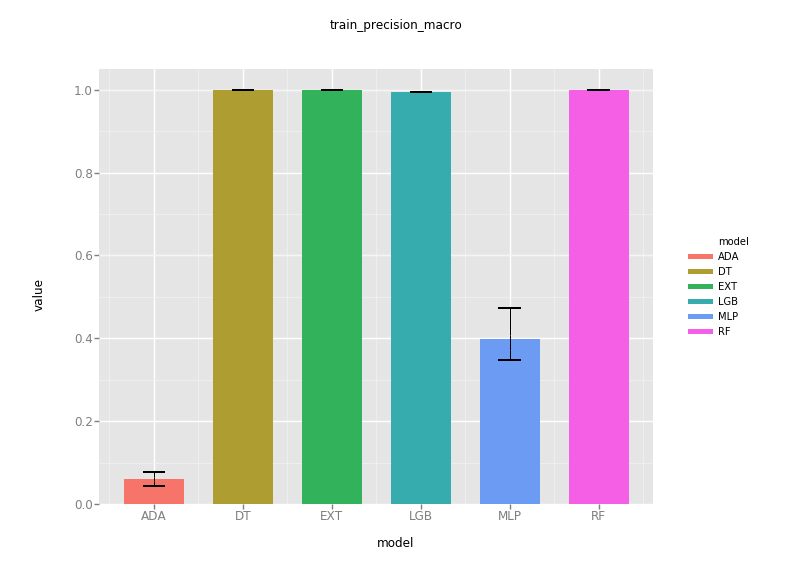 train_precision_macro
1.0
0.8
0.6
0.4
0.2
0.0
value
ADA DT EXT LGB MLP RF
model
model
ADA
DT
EXT
LGB
MLP
RF